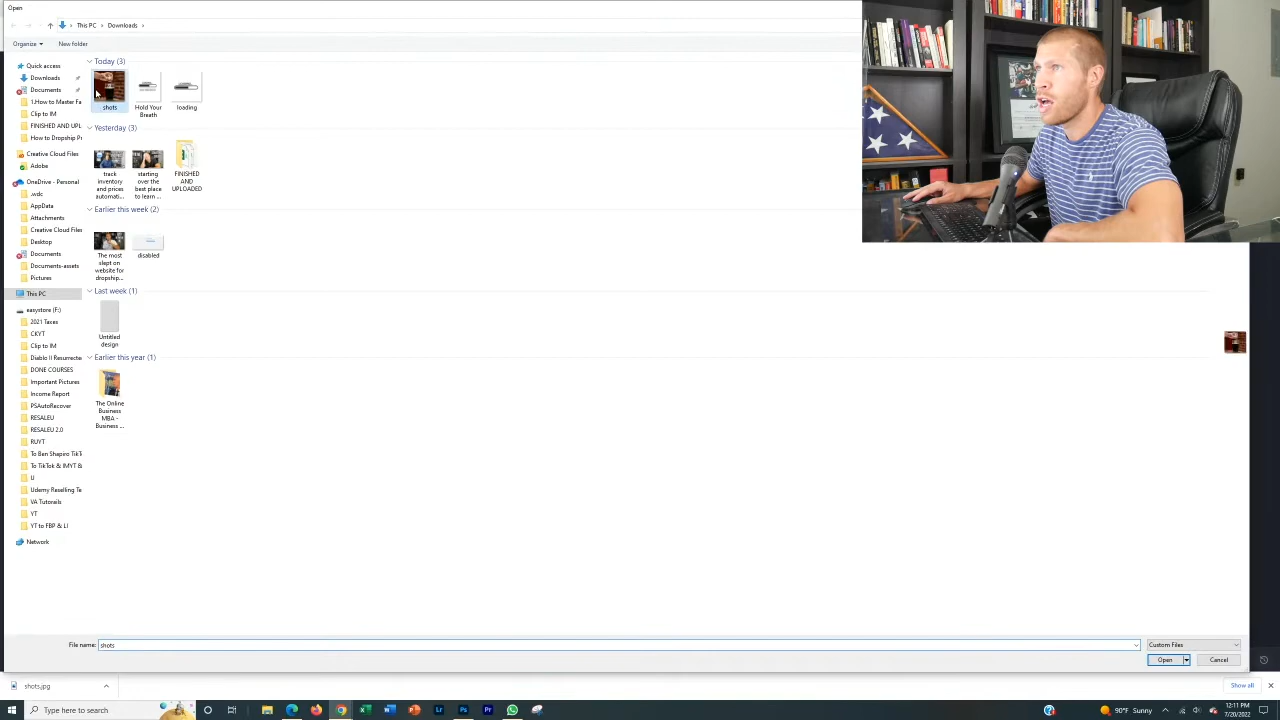 Open
This PC
Downloads
Organize
New folder
Quick access
Downloads
Documents
1.How to Master Fa
Clip to IM
FINISHED AND UPL
How to Dropship Pr
Creative Cloud Files
Adobe
OneDrive - Personal
.wdc
AppData
Attachments
Creative Cloud Files
Desktop
Documents
Documents-assets
Pictures
This PC
easystore (F:)
2021 Taxes
CKYT
Clip to IM
Diablo II Resurrecte
DONE COURSES
Important Pictures
Income Report
PSAutoRecover
RESALEU
RESALEU 2.0
RUYT
To Ben Shapiro TikT
To TikTok & IMYT &
U
Udemy Reselling Te
VA Tutorails
YT
YT to FBP & LI
Network
Today (3)
shots
Hold Your
Breath
loading
Yesterday (3)
track
inventory
and prices
automati...
starting
over the
best place
to learn ...
FINISHED
AND
UPLOADED
Earlier this week (2)
The most
slept on
website for
dropship...
disabled
Last week (1)
Untitled
design
Earlier this year (1)
The Online
Business
MBA -
Business ...
File name:
shots
Custom Files
Open
Cancel
shots.jpg
Show all
Type here to search
90°F Sunny
12:11 PM
7/20/2022